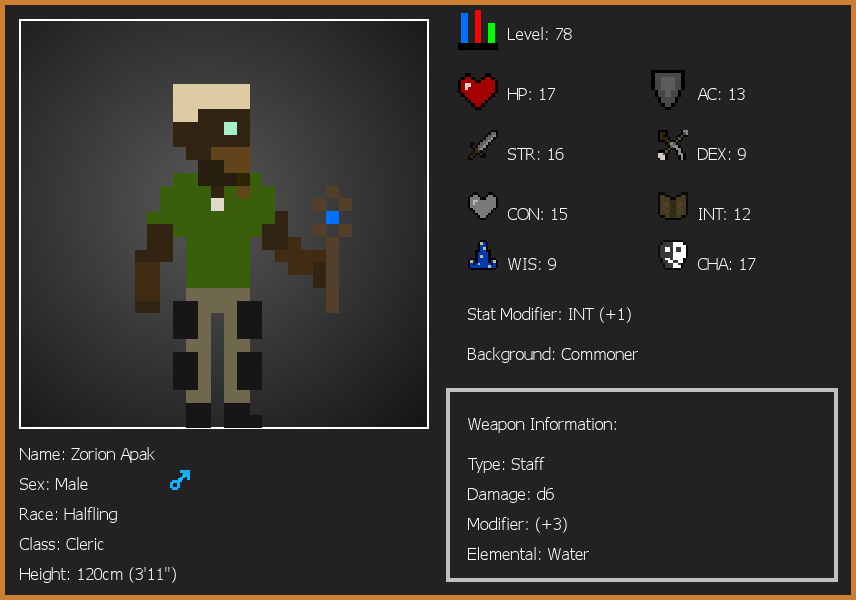 Level: 78
HP: 17
AC: 13
STR: 16
DEX: 9
CON: 15
INT: 12
WIS: 9
CHA: 17
Stat Modifier: INT (+1)
Background: Commoner
Weapon Information:
Type: Staff
Damage: d6
Modifier: (+3)
Elemental: Water
Name: Zorion Apak
Sex: Male
Race: Halfling
Class: Cleric
Height: 120cm (3'11")